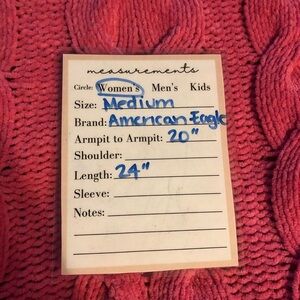 measurements
Circle: Women's Men's Kids
Size: Medium
Brand: American Eagle
Armpit to Armpit: 20"
Shoulder:
Length: 24"
Sleeve:
Notes: